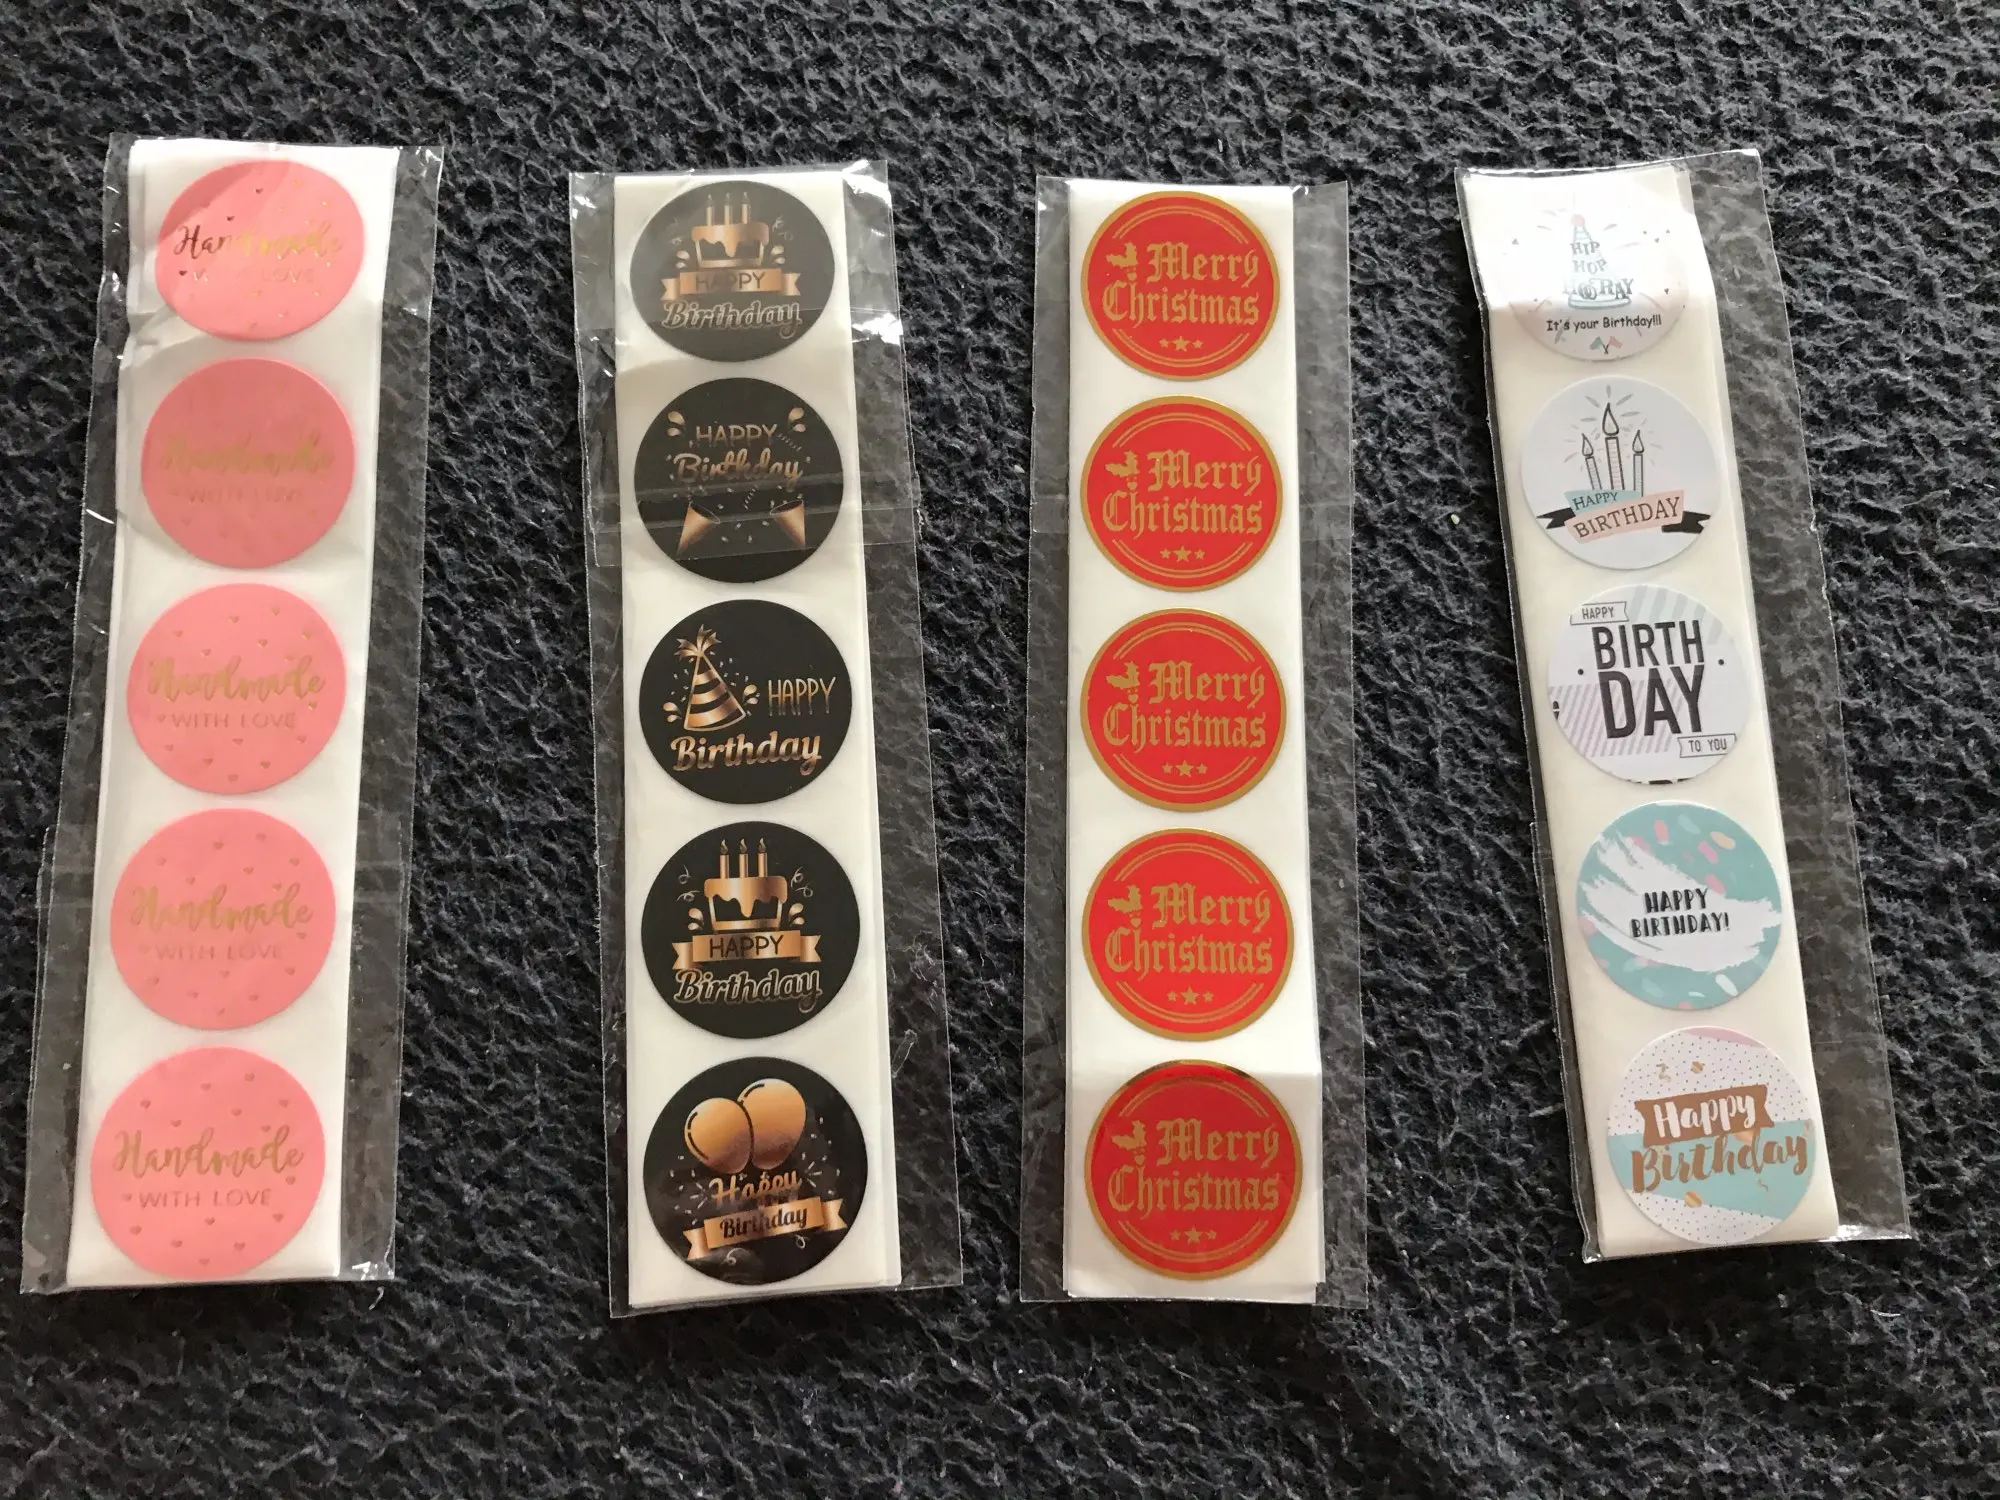 Handmade
WITH LOVE
Handmade
WITH LOVE
Handmade
WITH LOVE
Handmade
WITH LOVE
Handmade
WITH LOVE
HAPPY
Birthday
HAPPY
Birthday
HAPPY
Birthday
HAPPY
Birthday
Happy
Birthday
Merry
Christmas
Merry
Christmas
Merry
Christmas
Merry
Christmas
Merry
Christmas
HIP
HOP
HOORAY
It's your Birthday!!!
HAPPY
BIRTHDAY
HAPPY
BIRTH
DAY
TO YOU
HAPPY
BIRTHDAY!
Happy
Birthday